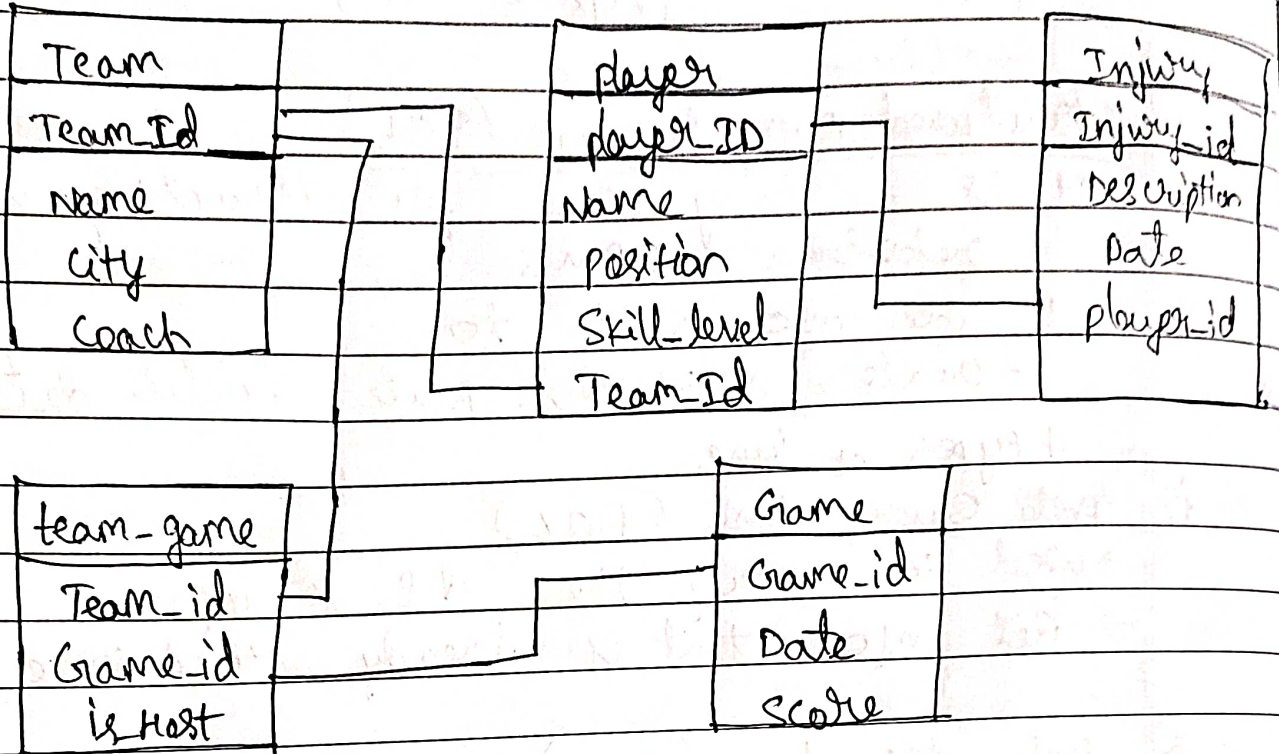 Team
Team_Id
Name
City
Coach
player
player_ID
Name
Position
Skill_level
Team_Id
Injury
Injury_id
Description
Date
player_id
team_game
Team_id
Game_id
is_Host
Game
Game_id
Date
Score